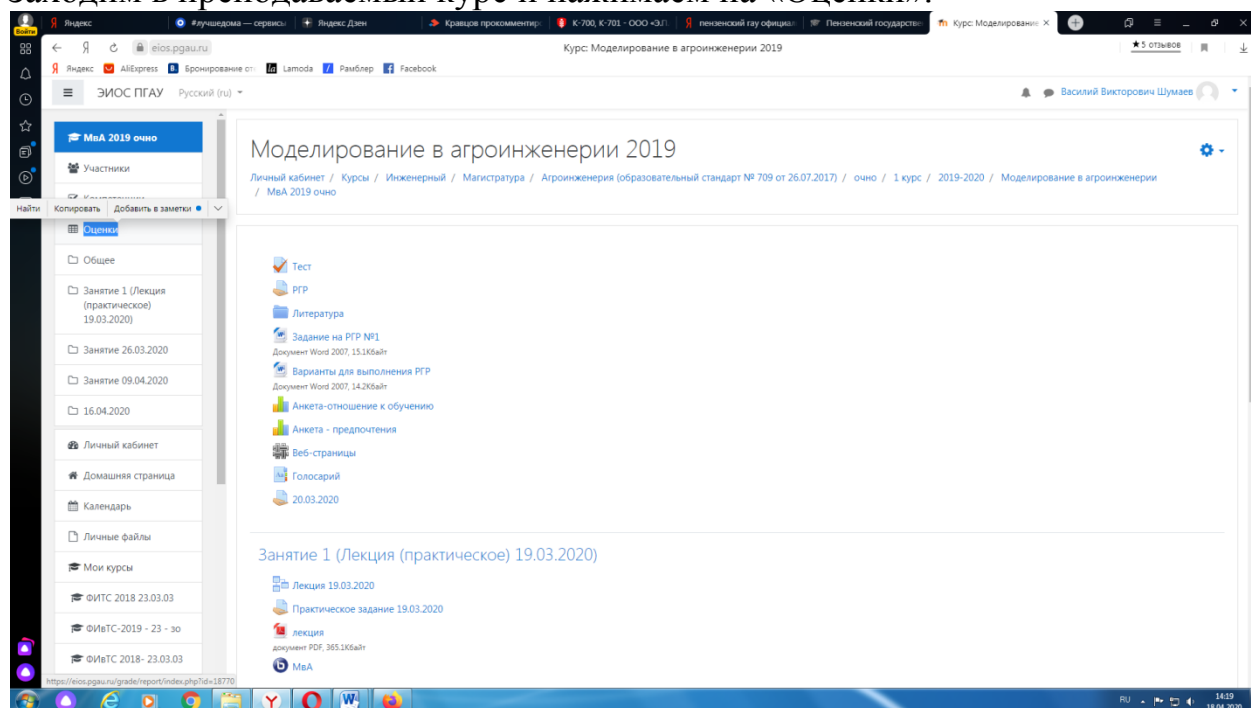 Заходим в преподаваемый курс и нажимаем на «Оценки».
Яндекс
#лучшедома — сервисы
Яндекс Дзен
Кравцов прокомментиро
К-700, К-701 - ООО «Э.П
пензенский гау официал
Пензенский государстве
Курс: Моделирование
Войти
eios.pgau.ru
Курс: Моделирование в агроинженерии 2019
★ 5 отзывов
Яндекс
AliExpress
Бронирование от
Lamoda
Рамблер
Facebook
ЭИОС ПГАУ
Русский (ru)
Василий Викторович Шумаев
МвА 2019 очно
Участники
Компетенции
Найти
Копировать
Добавить в заметки
Оценки
Общее
Занятие 1 (Лекция
(практическое)
19.03.2020)
Занятие 26.03.2020
Занятие 09.04.2020
16.04.2020
Личный кабинет
Домашняя страница
Календарь
Личные файлы
Мои курсы
ФИТС 2018 23.03.03
ФИвТС-2019 - 23 - зо
ФИвТС 2018- 23.03.03
Моделирование в агроинженерии 2019
Личный кабинет / Курсы / Инженерный / Магистратура / Агроинженерия (образовательный стандарт № 709 от 26.07.2017) / очно / 1 курс / 2019-2020 / Моделирование в агроинженерии
/ МвА 2019 очно
Тест
РГР
Литература
Задание на РГР №1
Документ Word 2007, 15.1Кбайт
Варианты для выполнения РГР
Документ Word 2007, 14.2Кбайт
Анкета-отношение к обучению
Анкета - предпочтения
Веб-страницы
Голосарий
20.03.2020
Занятие 1 (Лекция (практическое) 19.03.2020)
Лекция 19.03.2020
Практическое задание 19.03.2020
лекция
документ PDF, 365.1Кбайт
МвА
https://eios.pgau.ru/grade/report/index.php?id=18770
RU
14:19
18.04.2020